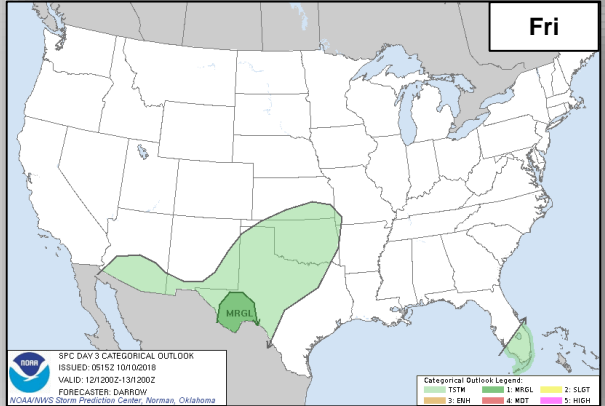 Fri
MRGL
NOAA
SPC DAY 3 CATEGORICAL OUTLOOK
ISSUED: 0515Z 10/10/2018
VALID: 12/1200Z-13/1200Z
FORECASTER: DARROW
NOAA/NWS Storm Prediction Center, Norman, Oklahoma
Categorical Outlook Legend:
TSTM 1: MRGL 2: SLGT
3: ENH 4: MDT 5: HIGH